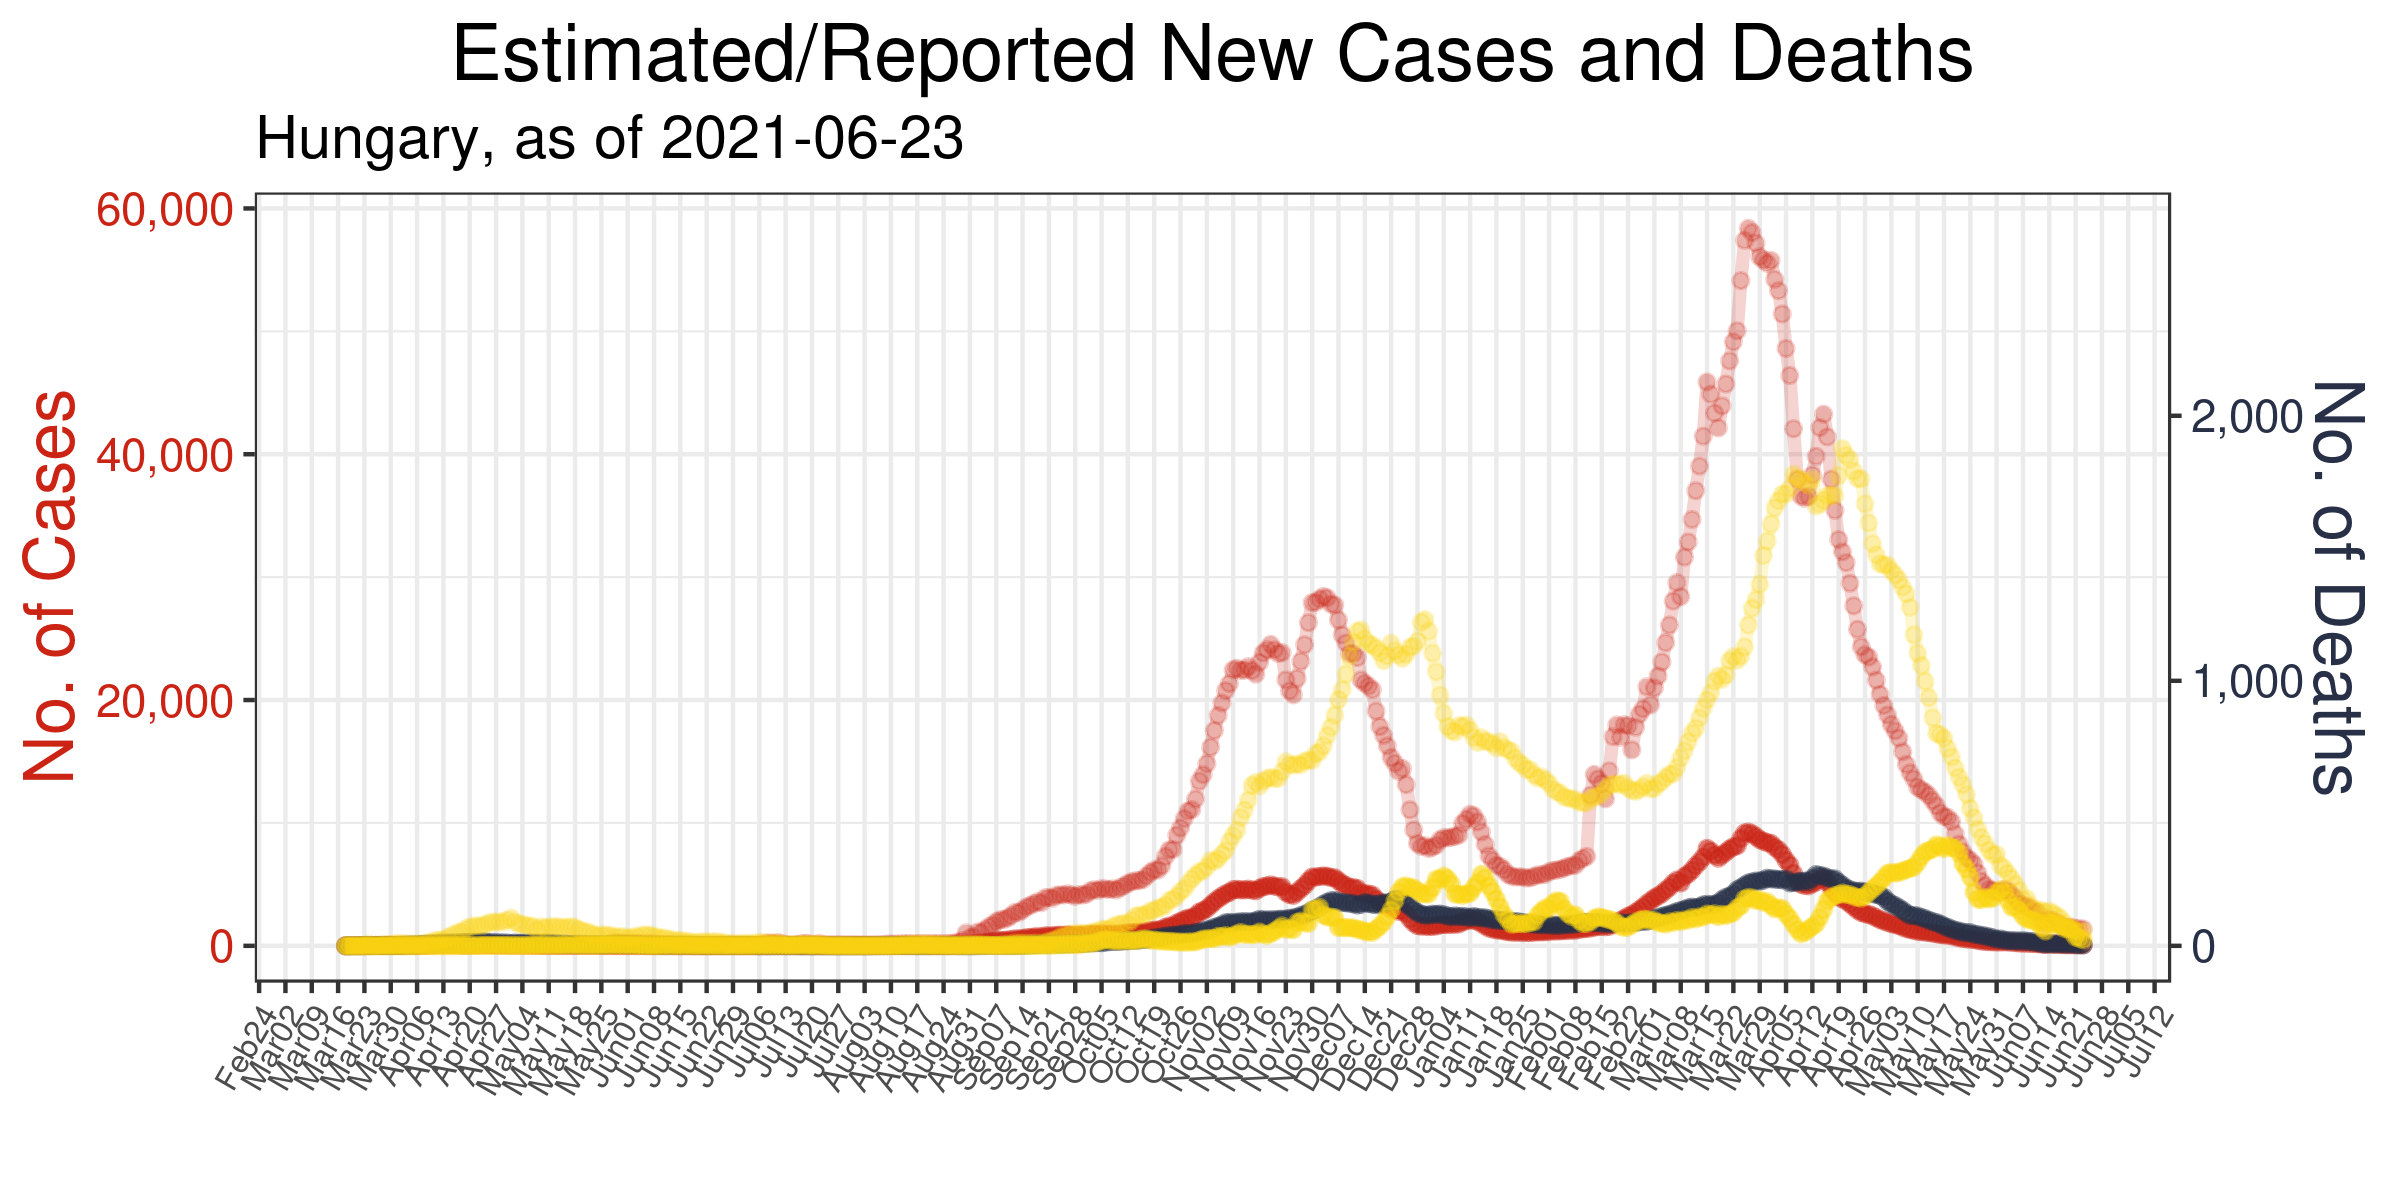 Estimated/Reported New Cases and Deaths
Hungary, as of 2021-06-23
No. of Cases
60,000
40,000
20,000
0
2,000
1,000
0
No. of Deaths
Feb24 Mar02 Mar09 Mar16 Mar23 Mar30 Apr06 Apr13 Apr20 Apr27 May04 May11 May18 May25 Jun01 Jun08 Jun15 Jun22 Jun29 Jul06 Jul13 Jul20 Jul27 Aug03 Aug10 Aug17 Aug24 Aug31 Sep07 Sep14 Sep21 Sep28 Oct05 Oct12 Oct19 Oct26 Nov02 Nov09 Nov16 Nov23 Nov30 Dec07 Dec14 Dec21 Dec28 Jan04 Jan11 Jan18 Jan25 Feb01 Feb08 Feb15 Feb22 Mar01 Mar08 Mar15 Mar22 Mar29 Apr05 Apr12 Apr19 Apr26 May03 May10 May17 May24 May31 Jun07 Jun14 Jun21 Jun28 Jul05 Jul12